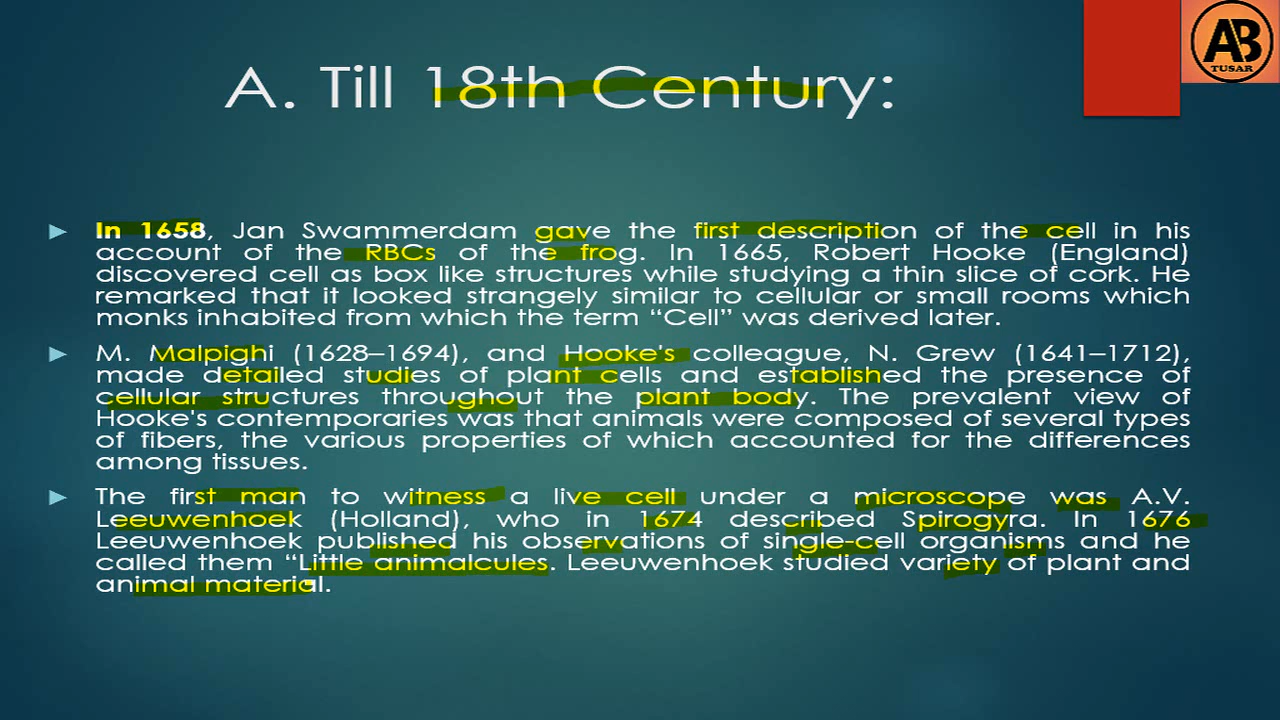 AB
TUSAR
A. Till 18th Century:
In 1658, Jan Swammerdam gave the first description of the cell in his
account of the RBCs of the frog. In 1665, Robert Hooke (England)
discovered cell as box like structures while studying a thin slice of cork. He
remarked that it looked strangely similar to cellular or small rooms which
monks inhabited from which the term “Cell” was derived later.
M. Malpighi (1628–1694), and Hooke's colleague, N. Grew (1641–1712),
made detailed studies of plant cells and established the presence of
cellular structures throughout the plant body. The prevalent view of
Hooke's contemporaries was that animals were composed of several types
of fibers, the various properties of which accounted for the differences
among tissues.
The first man to witness a live cell under a microscope was A.V.
Leeuwenhoek (Holland), who in 1674 described Spirogyra. In 1676
Leeuwenhoek published his observations of single-cell organisms and he
called them “Little animalcules. Leeuwenhoek studied variety of plant and
animal material.